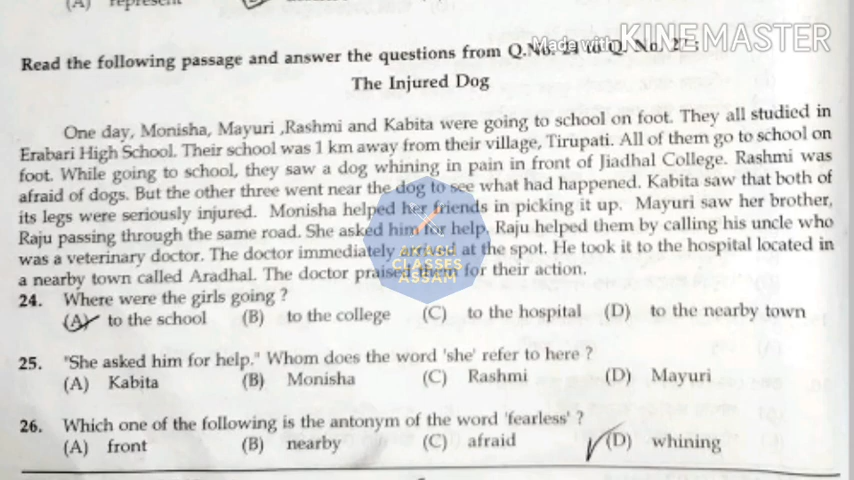 (A) represent
Made with KINEMASTER
Read the following passage and answer the questions from Q.No. 24 to Q. No. 27 :
The Injured Dog
One day, Monisha, Mayuri ,Rashmi and Kabita were going to school on foot. They all studied in
Erabari High School. Their school was 1 km away from their village, Tirupati. All of them go to school on
foot. While going to school, they saw a dog whining in pain in front of Jiadhal College. Rashmi was
afraid of dogs. But the other three went near the dog to see what had happened. Kabita saw that both of
its legs were seriously injured. Monisha helped her friends in picking it up. Mayuri saw her brother,
Raju passing through the same road. She asked him for help. Raju helped them by calling his uncle who
was a veterinary doctor. The doctor immediately arrived at the spot. He took it to the hospital located in
a nearby town called Aradhal. The doctor praised them for their action.
CLASSES
ASSAM
24. Where were the girls going ?
(A) to the school (B) to the college (C) to the hospital (D) to the nearby town
25. "She asked him for help." Whom does the word 'she' refer to here ?
(A) Kabita (B) Monisha (C) Rashmi (D) Mayuri
26. Which one of the following is the antonym of the word 'fearless' ?
(A) front (B) nearby (C) afraid (D) whining